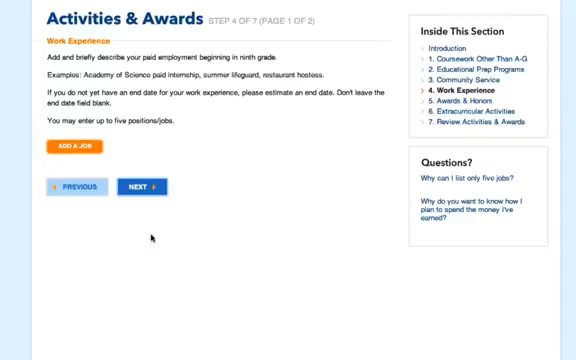 Activities & Awards STEP 4 OF 7 (PAGE 1 OF 2)
Work Experience
Add and briefly describe your paid employment beginning in ninth grade.
Examples: Academy of Science paid internship, summer lifeguard, restaurant hostess.
If you do not yet have an end date for your work experience, please estimate an end date. Don't leave the
end date field blank.
You may enter up to five positions/jobs.
ADD A JOB
PREVIOUS
NEXT
Inside This Section
Introduction
1. Coursework Other Than A-G
2. Educational Prep Programs
3. Community Service
4. Work Experience
5. Awards & Honors
6. Extracurricular Activities
7. Review Activities & Awards
Questions?
Why can I list only five jobs?
Why do you want to know how I
plan to spend the money I've
earned?